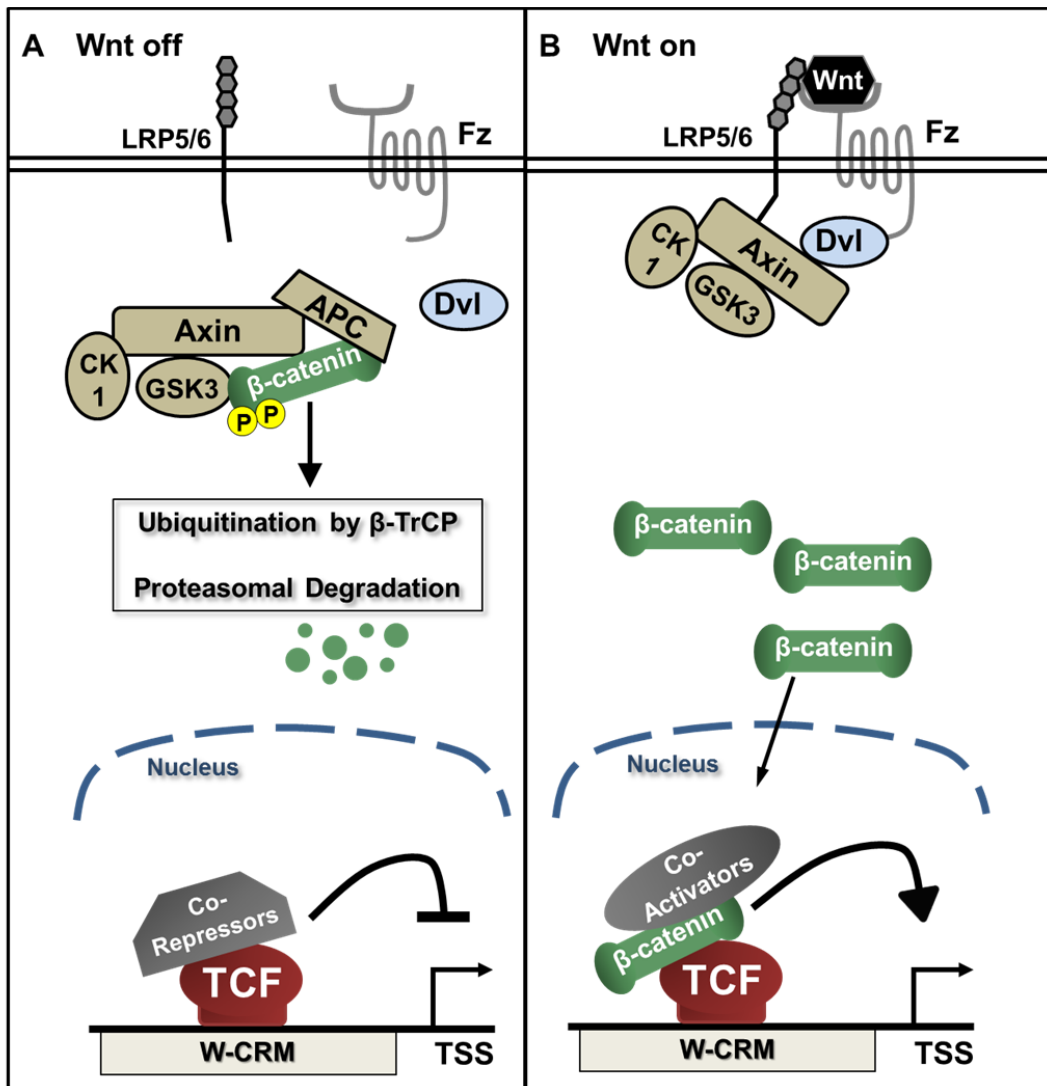 A Wnt off
LRP5/6
Fz
Axin
APC
Dvl
CK
1
GSK3
β-catenin
P P
Ubiquitination by β-TrCP
Proteasomal Degradation
Nucleus
Co-
Repressors
TCF
W-CRM
TSS
B Wnt on
Wnt
LRP5/6
Fz
CK
1
Axin
Dvl
GSK3
β-catenin
β-catenin
β-catenin
Nucleus
Co-
Activators
β-catenin
TCF
W-CRM
TSS